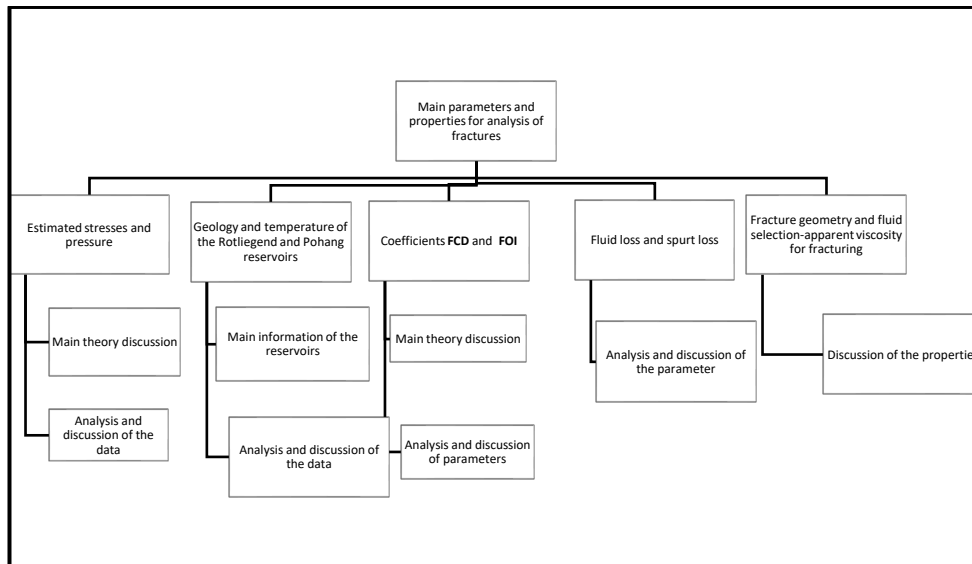 Main parameters and
properties for analysis of
fractures
Estimated stresses and
pressure
Geology and temperature of
the Rotliegend and Pohang
reservoirs
Coefficients FCD and FOI
Fluid loss and spurt loss
Fracture geometry and fluid
selection-apparent viscosity
for fracturing
Main theory discussion
Main information of the
reservoirs
Main theory discussion
Analysis and discussion of
the parameter
Discussion of the propertie
Analysis and
discussion of the
data
Analysis and discussion of
the data
Analysis and discussion
of parameters